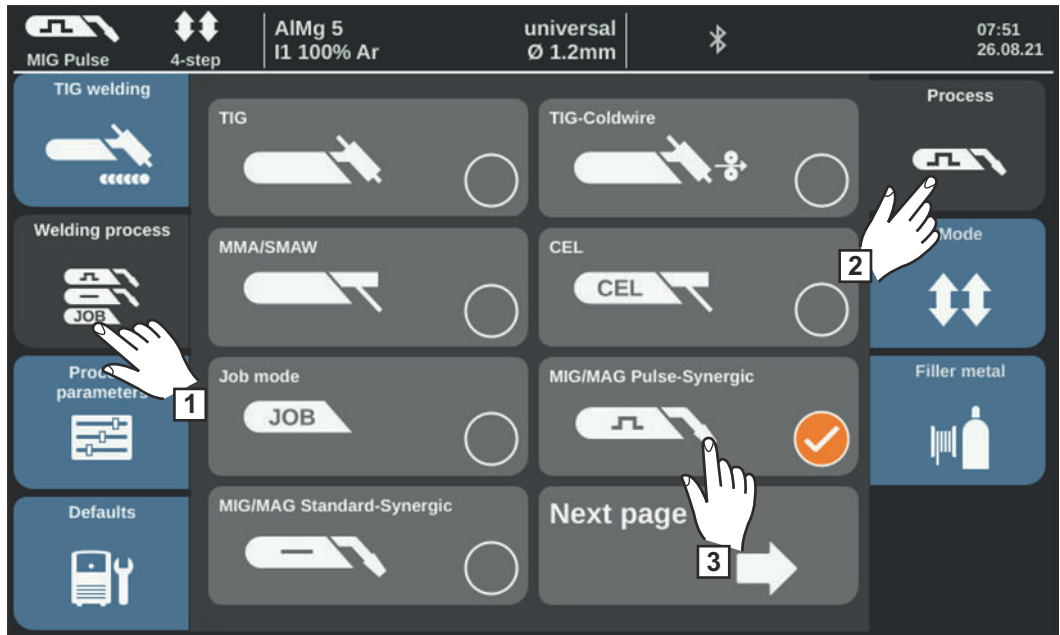 MIG Pulse
4-step
AlMg 5
I1 100% Ar
universal
Ø 1.2mm
07:51
26.08.21
TIG welding
Welding process
JOB
1
parameters
Defaults
TIG
TIG-Coldwire
MMA/SMAW
CEL
CEL
Job mode
JOB
MIG/MAG Pulse-Synergic
MIG/MAG Standard-Synergic
Next page
3
Process
2
Mode
Filler metal